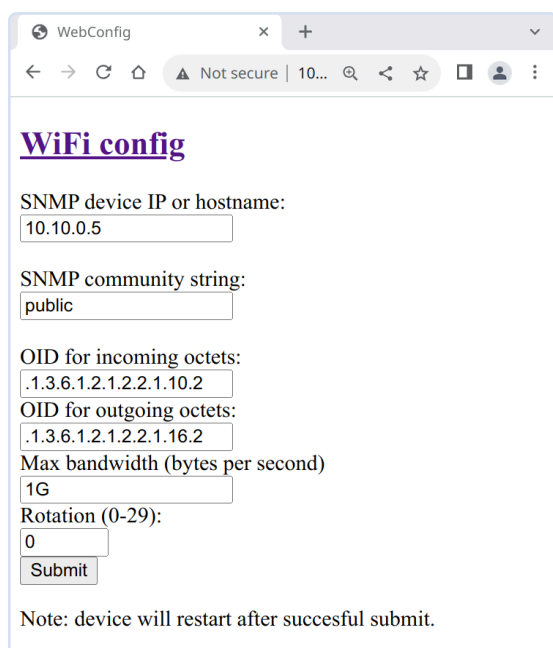 WebConfig
Not secure
10...
WiFi config
SNMP device IP or hostname:
10.10.0.5
SNMP community string:
public
OID for incoming octets:
.1.3.6.1.2.1.2.2.1.10.2
OID for outgoing octets:
.1.3.6.1.2.1.2.2.1.16.2
Max bandwidth (bytes per second)
1G
Rotation (0-29):
0
Submit
Note: device will restart after succesful submit.